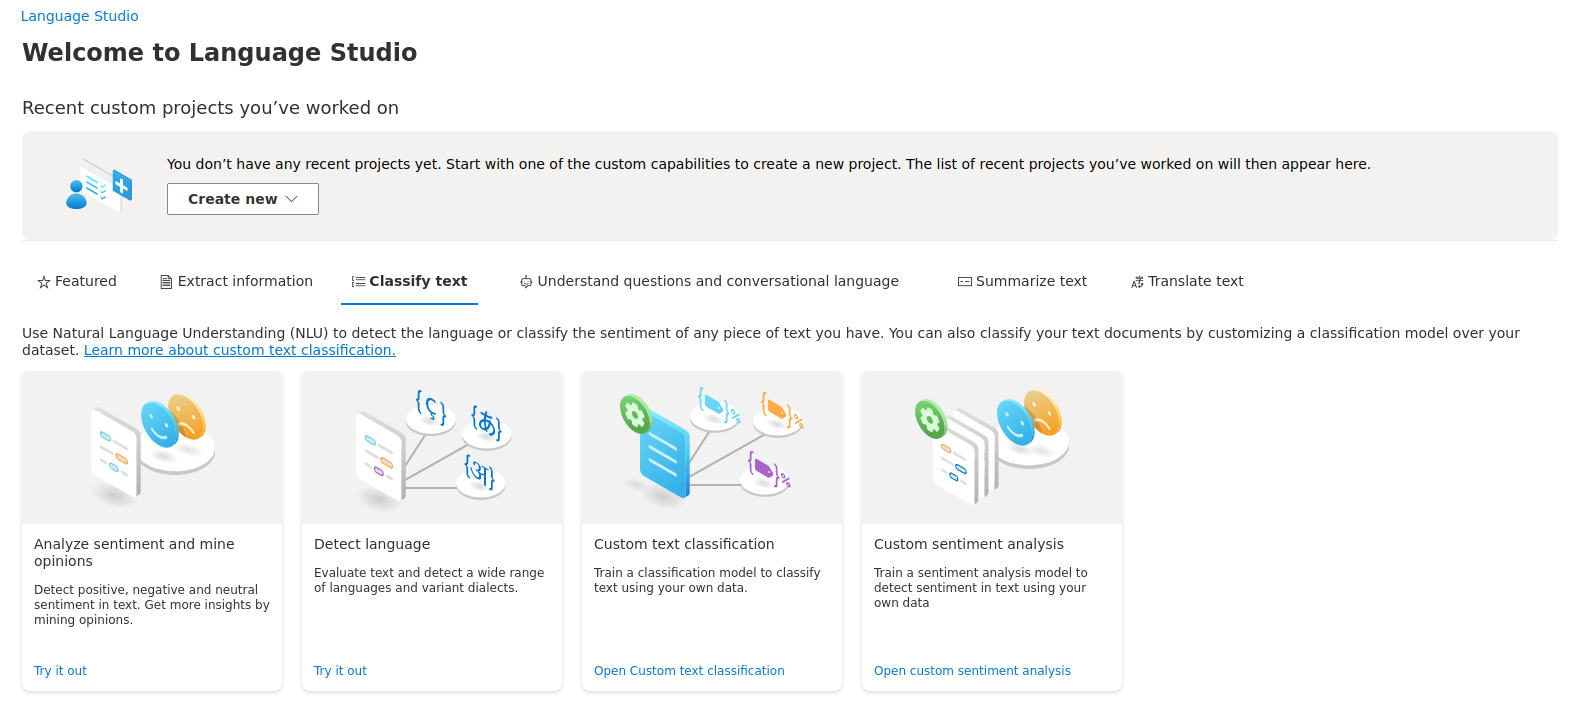 Language Studio
Welcome to Language Studio
Recent custom projects you’ve worked on
You don’t have any recent projects yet. Start with one of the custom capabilities to create a new project. The list of recent projects you’ve worked on will then appear here.
Create new
Featured
Extract information
Classify text
Understand questions and conversational language
Summarize text
Translate text
Use Natural Language Understanding (NLU) to detect the language or classify the sentiment of any piece of text you have. You can also classify your text documents by customizing a classification model over your
dataset. Learn more about custom text classification.
{ç}
{あ}
{अ}
Analyze sentiment and mine
opinions
Detect positive, negative and neutral
sentiment in text. Get more insights by
mining opinions.
Try it out
Detect language
Evaluate text and detect a wide range
of languages and variant dialects.
Try it out
Custom text classification
Train a classification model to classify
text using your own data.
Open Custom text classification
Custom sentiment analysis
Train a sentiment analysis model to
detect sentiment in text using your
own data
Open custom sentiment analysis